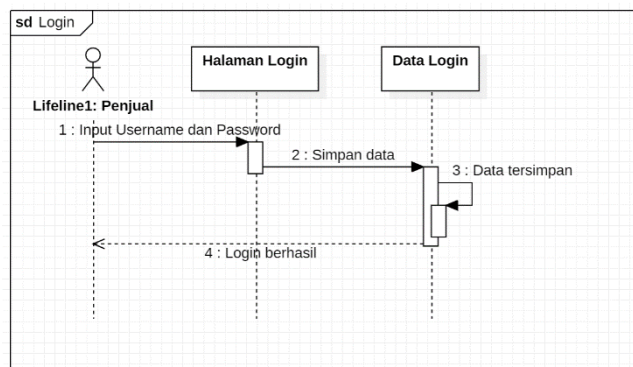 sd Login
Halaman Login
Data Login
Lifeline1: Penjual
1 : Input Username dan Password
2 : Simpan data
3 : Data tersimpan
4 : Login berhasil